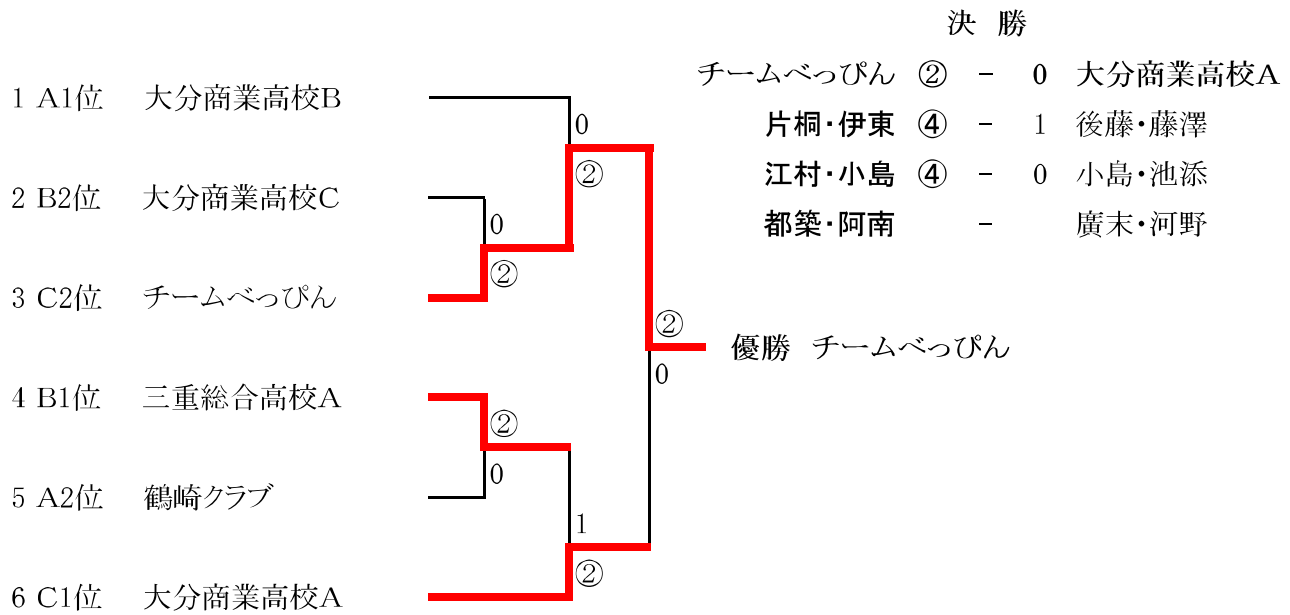 決 勝
チームべっぴん ② - 0 大分商業高校A
片桐・伊東 ④ - 1 後藤・藤澤
江村・小島 ④ - 0 小島・池添
都築・阿南 - 廣末・河野
1 A1位 大分商業高校B
0
②
2 B2位 大分商業高校C
0
②
3 C2位 チームべっぴん
②
優勝 チームべっぴん
0
4 B1位 三重総合高校A
②
0
5 A2位 鶴崎クラブ
1
②
6 C1位 大分商業高校A